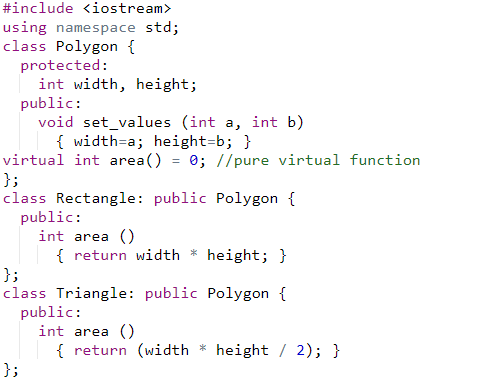 #include <iostream>
using namespace std;
class Polygon {
  protected:
    int width, height;
  public:
    void set_values (int a, int b)
      { width=a; height=b; }
virtual int area() = 0; //pure virtual function
};
class Rectangle: public Polygon {
  public:
    int area ()
      { return width * height; }
};
class Triangle: public Polygon {
  public:
    int area ()
      { return (width * height / 2); }
};